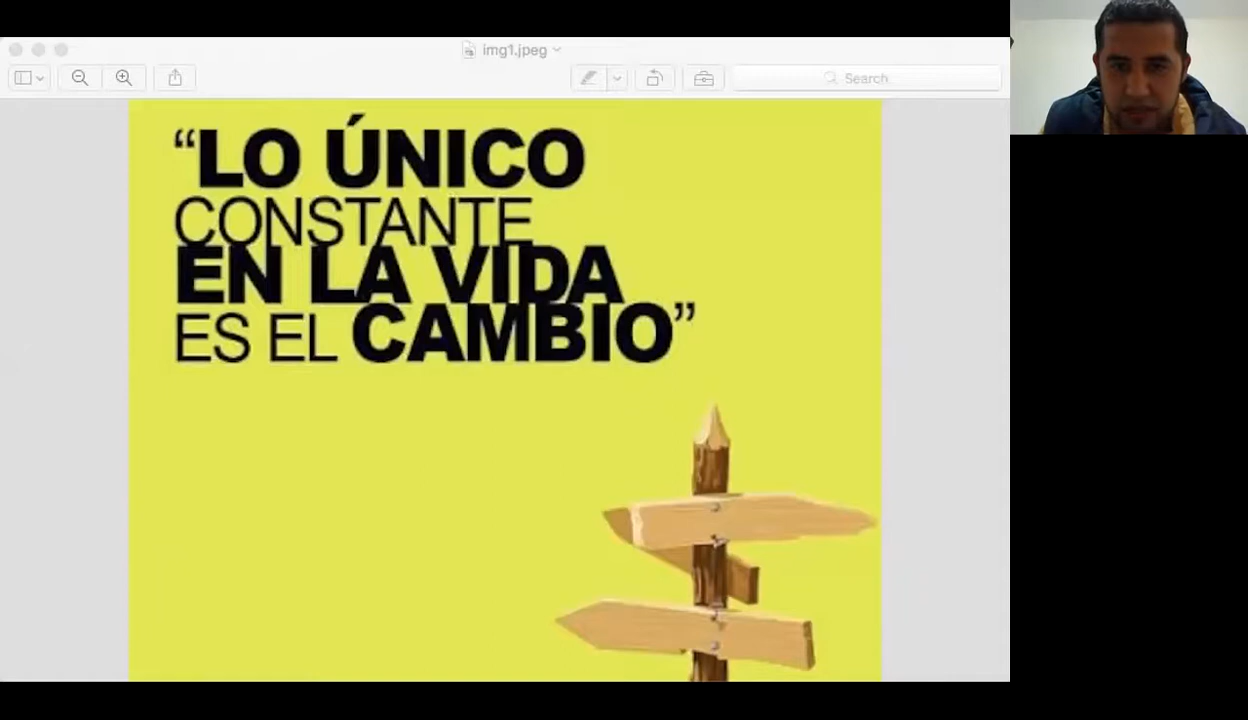 img1.jpeg
Search
“LO ÚNICO
CONSTANTE
EN LA VIDA
ES EL CAMBIO”